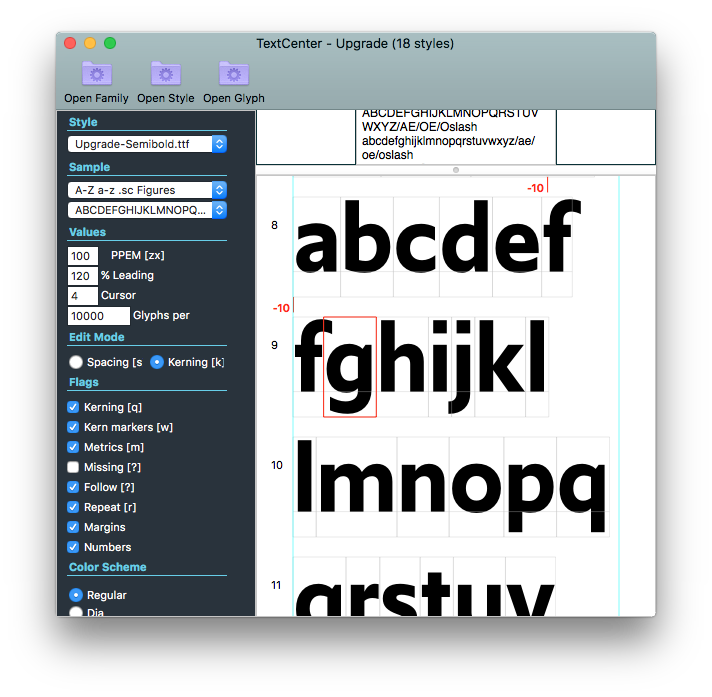 TextCenter - Upgrade (18 styles)
Open Family Open Style Open Glyph
Style
Upgrade-Semibold.ttf
Sample
A-Z a-z .sc Figures
ABCDEFGHIJKLMNOPQ...
Values
100 PPEM [zx]
120 % Leading
4 Cursor
10000 Glyphs per
Edit Mode
Spacing [s Kerning [k]
Flags
Kerning [q]
Kern markers [w]
Metrics [m]
Missing [?]
Follow [?]
Repeat [r]
Margins
Numbers
Color Scheme
Regular
Dia
ABCDEFGHIJKLMNOPQRSTUV
WXYZ/AE/OE/Oslash
abcdefghijklmnopqrstuvwxyz/ae/
oe/oslash
-10
8 abcdef
-10
9 fghijkl
10 lmnopq
11 qrstuv